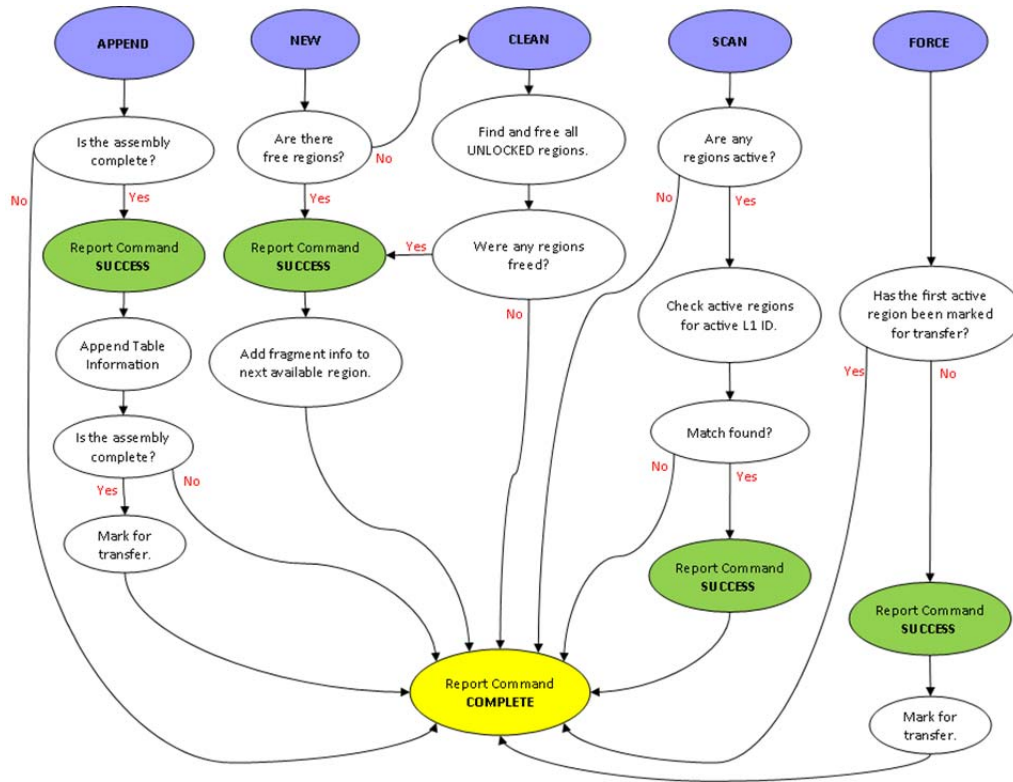 APPEND
Is the assembly
complete?
No
Yes
Report Command
SUCCESS
Append Table
Information
Is the assembly
complete?
Yes
No
Mark for
transfer.
NEW
Are there
free regions?
No
Yes
Report Command
SUCCESS
Add fragment info to
next available region.
CLEAN
Find and free all
UNLOCKED regions.
Were any regions
freed?
Yes
No
SCAN
Are any
regions active?
No
Yes
Check active regions
for active L1 ID.
Match found?
No
Yes
Report Command
SUCCESS
FORCE
Has the first active
region been marked
for transfer?
Yes
No
Report Command
SUCCESS
Mark for
transfer.
Report Command
COMPLETE